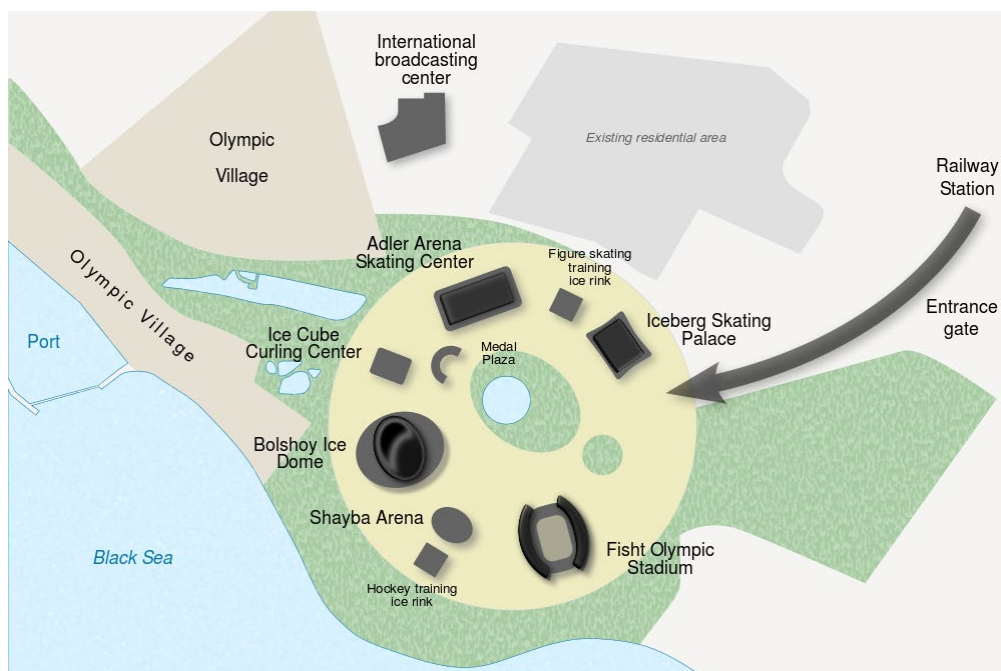 International
broadcasting
center
Olympic
Village
Existing residential area
Railway
Station
Adler Arena
Skating Center
Figure skating
training
ice rink
Olympic Village
Entrance
gate
Iceberg Skating
Palace
Port
Ice Cube
Curling Center
Medal
Plaza
Bolshoy Ice
Dome
Shayba Arena
Fisht Olympic
Stadium
Black Sea
Hockey training
ice rink